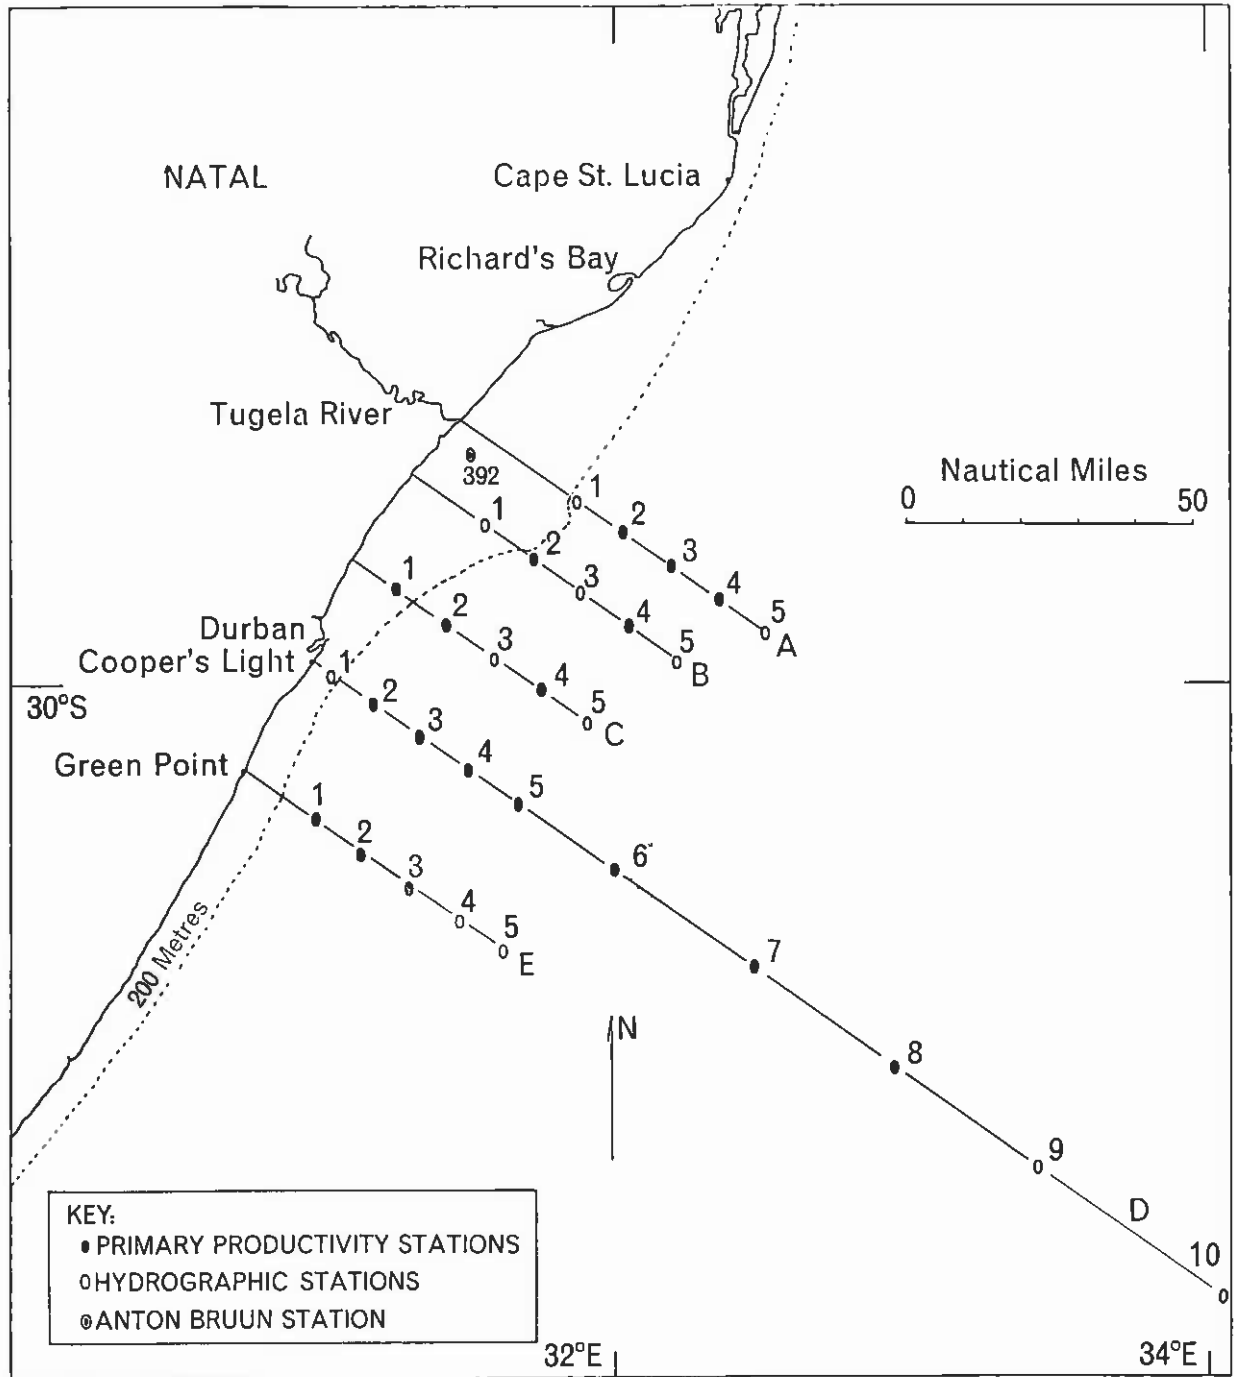 NATAL
Cape St. Lucia
Richard's Bay
Tugela River
392
Nautical Miles
0 50
1 2 3 4 5 A
1 2 3 4 5 B
1 2 3 4 5 C
Durban
Cooper's Light
1 2 3 4 5 6 7 8 9 D 10
30°S
Green Point
1 2 3 4 5 E
200 Metres
N
KEY:
PRIMARY PRODUCTIVITY STATIONS
HYDROGRAPHIC STATIONS
ANTON BRUUN STATION
32°E
34°E